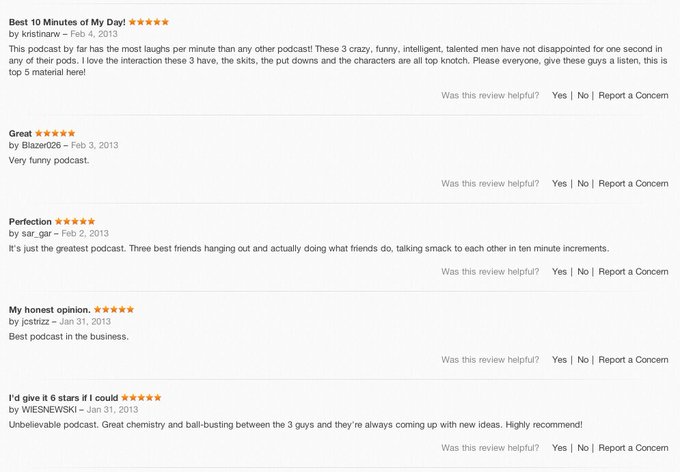 Best 10 Minutes of My Day! ★★★★★
by kristinarw – Feb 4, 2013
This podcast by far has the most laughs per minute than any other podcast! These 3 crazy, funny, intelligent, talented men have not disappointed for one second in
any of their pods. I love the interaction these 3 have, the skits, the put downs and the characters are all top knotch. Please everyone, give these guys a listen, this is
top 5 material here!
Was this review helpful? Yes | No | Report a Concern
Great ★★★★★
by Blazer026 – Feb 3, 2013
Very funny podcast.
Was this review helpful? Yes | No | Report a Concern
Perfection ★★★★★
by sar_gar – Feb 2, 2013
It's just the greatest podcast. Three best friends hanging out and actually doing what friends do, talking smack to each other in ten minute increments.
Was this review helpful? Yes | No | Report a Concern
My honest opinion. ★★★★★
by jcstrizz – Jan 31, 2013
Best podcast in the business.
Was this review helpful? Yes | No | Report a Concern
I'd give it 6 stars if I could ★★★★★
by WIESNEWSKI – Jan 31, 2013
Unbelievable podcast. Great chemistry and ball-busting between the 3 guys and they're always coming up with new ideas. Highly recommend!
Was this review helpful? Yes | No | Report a Concern